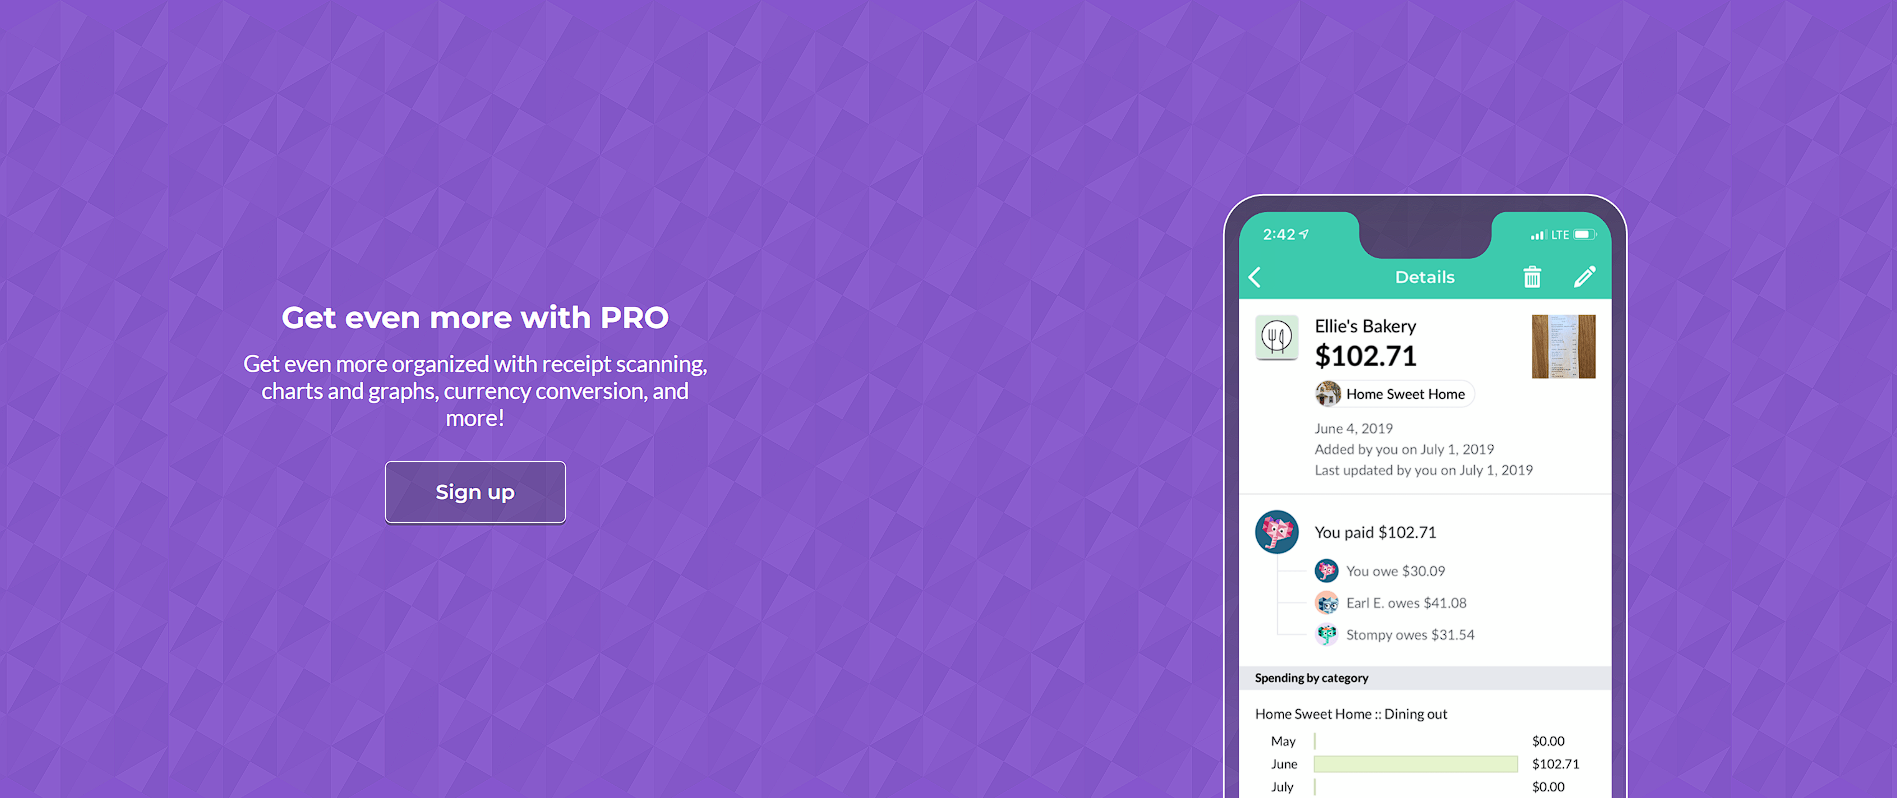 Get even more with PRO
Get even more organized with receipt scanning,
charts and graphs, currency conversion, and
more!
Sign up
2:42
LTE
Details
Ellie's Bakery
$102.71
Home Sweet Home
June 4, 2019
Added by you on July 1, 2019
Last updated by you on July 1, 2019
You paid $102.71
You owe $30.09
Earl E. owes $41.08
Stompy owes $31.54
Spending by category
Home Sweet Home :: Dining out
May $0.00
June $102.71
July $0.00